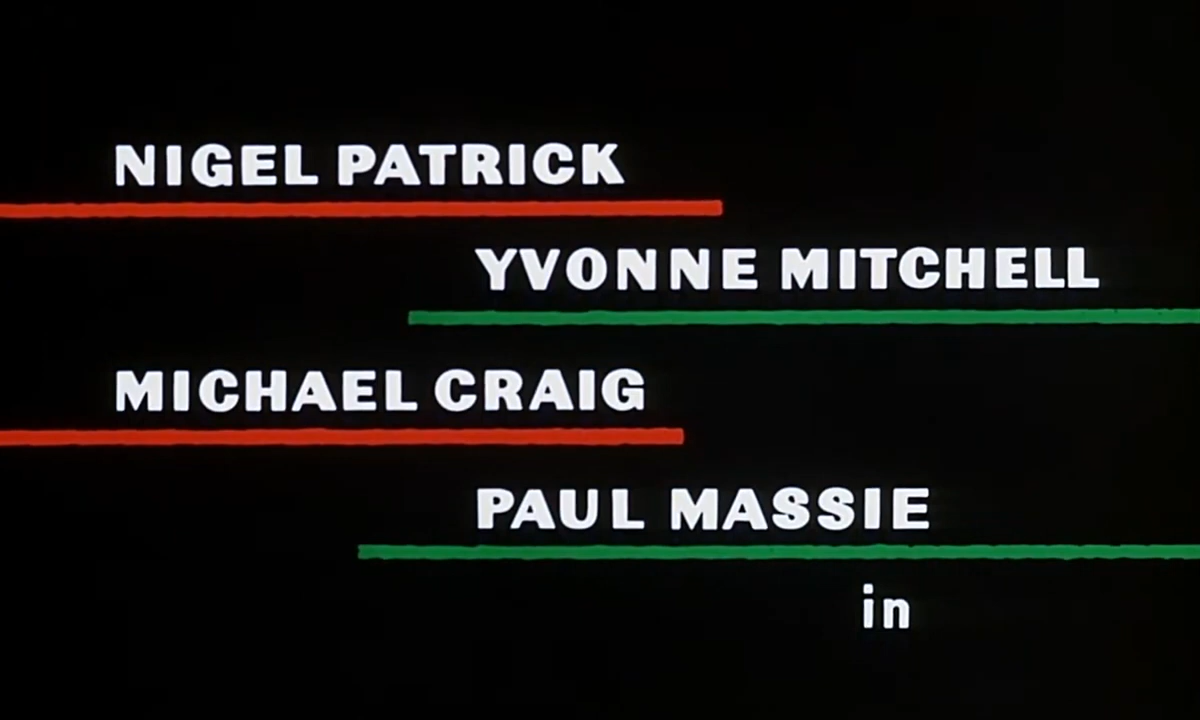 NIGEL PATRICK
YVONNE MITCHELL
MICHAEL CRAIG
PAUL MASSIE
in